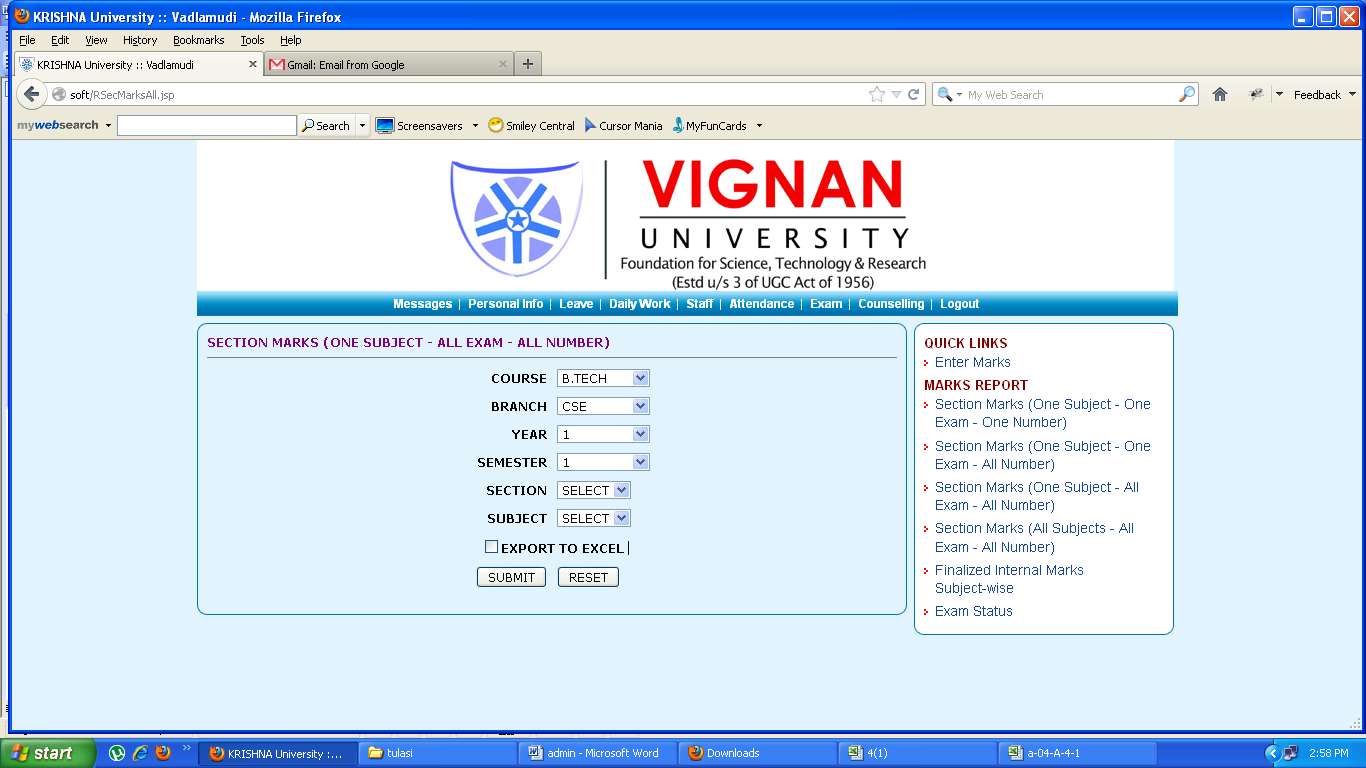 KRISHNA University :: Vadlamudi - Mozilla Firefox
File Edit View History Bookmarks Tools Help
KRISHNA University :: Vadlamudi
Gmail: Email from Google
soft/RSecMarksAll.jsp
My Web Search
Feedback
mywebsearch
Search
Screensavers
Smiley Central
Cursor Mania
MyFunCards
VIGNAN
UNIVERSITY
Foundation for Science, Technology & Research
(Estd u/s 3 of UGC Act of 1956)
Messages | Personal Info | Leave | Daily Work | Staff | Attendance | Exam | Counselling | Logout
SECTION MARKS (ONE SUBJECT - ALL EXAM - ALL NUMBER)
COURSE B.TECH
BRANCH CSE
YEAR 1
SEMESTER 1
SECTION SELECT
SUBJECT SELECT
EXPORT TO EXCEL |
SUBMIT RESET
QUICK LINKS
Enter Marks
MARKS REPORT
Section Marks (One Subject - One
Exam - One Number)
Section Marks (One Subject - One
Exam - All Number)
Section Marks (One Subject - All
Exam - All Number)
Section Marks (All Subjects - All
Exam - All Number)
Finalized Internal Marks
Subject-wise
Exam Status
start
KRISHNA University :...
tulasi
admin - Microsoft Word
Downloads
4(1)
a-04-A-4-1
2:58 PM